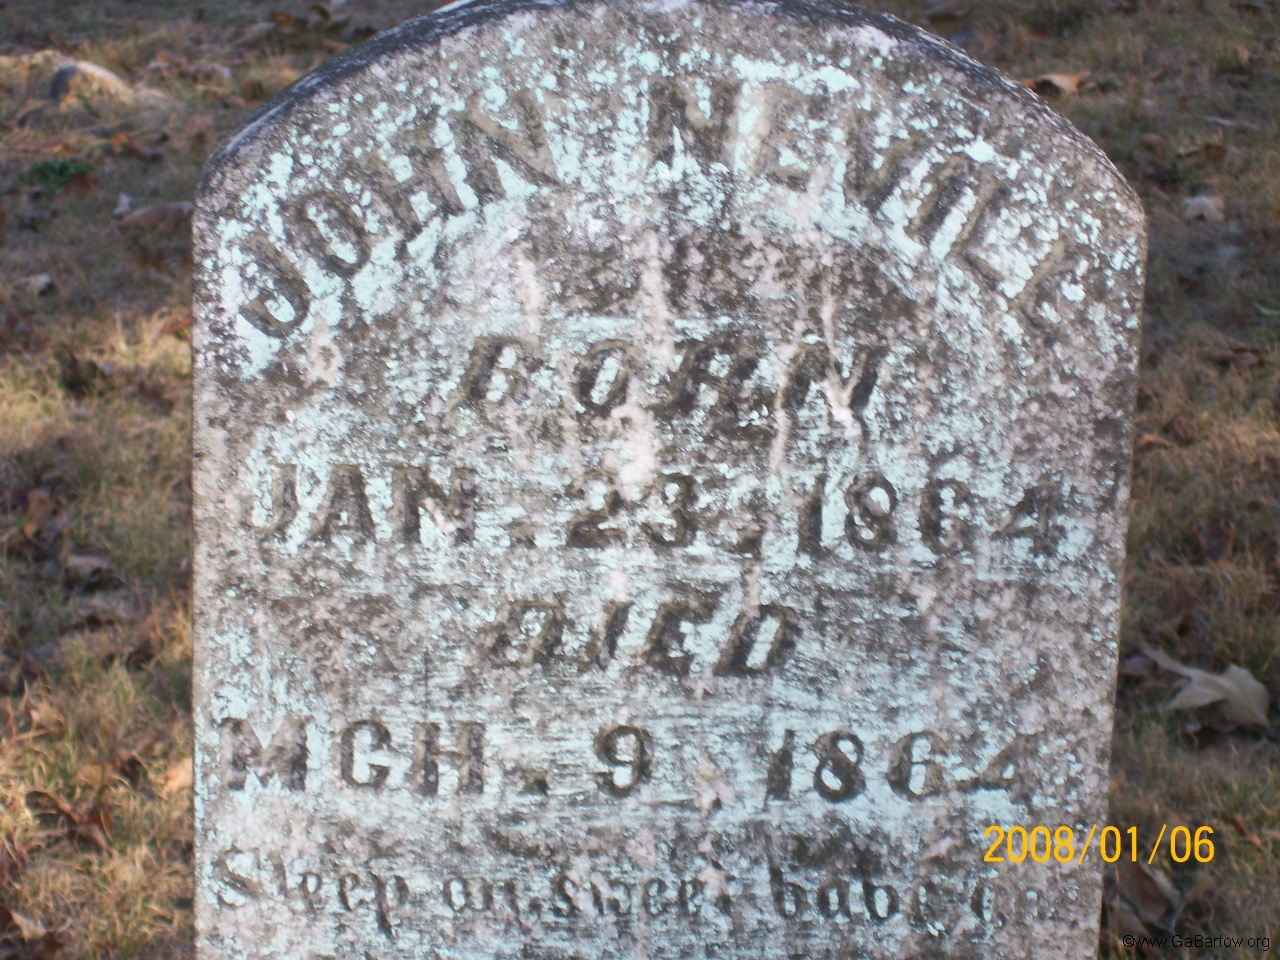 JOHN NEVILL
BORN
JAN. 23. 1864
DIED
MCH. 9, 1864
Sleep on sweet babe
2008/01/06
©www.GaBartow.org